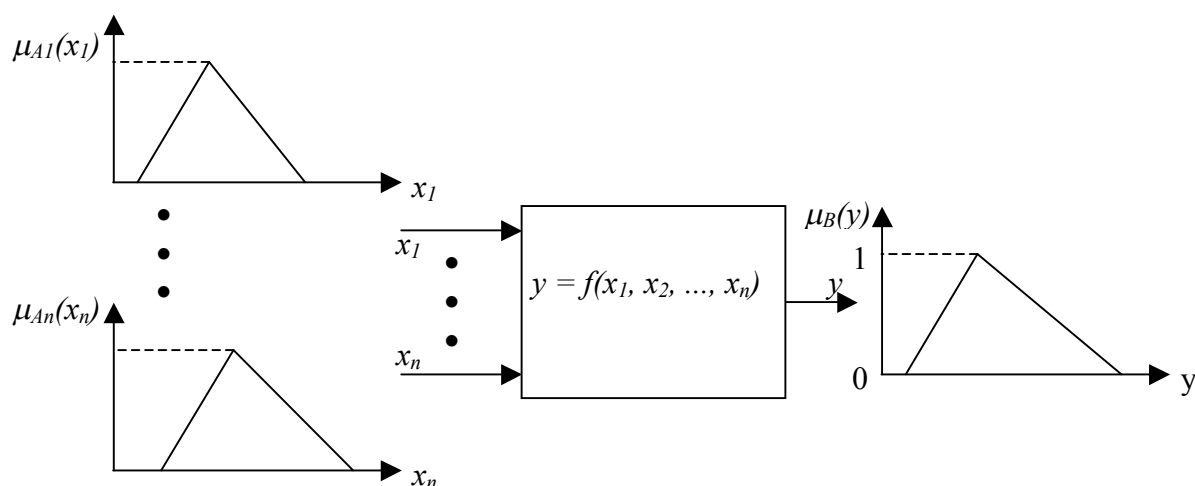 μA1(x1)
x1
μAn(xn)
xn
x1
xn
y = f(x1, x2, ..., xn)
y
μB(y)
1
0
y